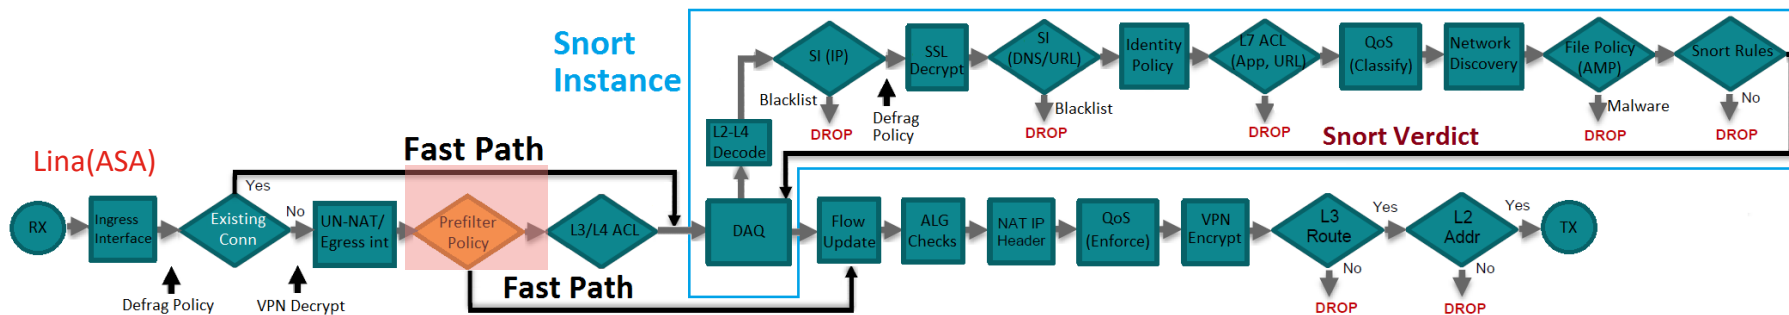 Snort
Instance
SI (IP)
Blacklist
DROP
Defrag
Policy
SSL
Decrypt
SI
(DNS/URL)
Blacklist
DROP
Identity
Policy
L7 ACL
(App, URL)
DROP
QoS
(Classify)
Network
Discovery
File Policy
(AMP)
Malware
DROP
Snort Rules
No
DROP
L2-L4
Decode
Snort Verdict
Lina(ASA)
Fast Path
RX
Ingress
Interface
Defrag Policy
Existing
Conn
Yes
No
VPN Decrypt
UN-NAT/
Egress int
Prefilter
Policy
Fast Path
L3/L4 ACL
DAQ
Flow
Update
ALG
Checks
NAT IP
Header
QoS
(Enforce)
VPN
Encrypt
L3
Route
Yes
No
DROP
L2
Addr
Yes
No
DROP
TX